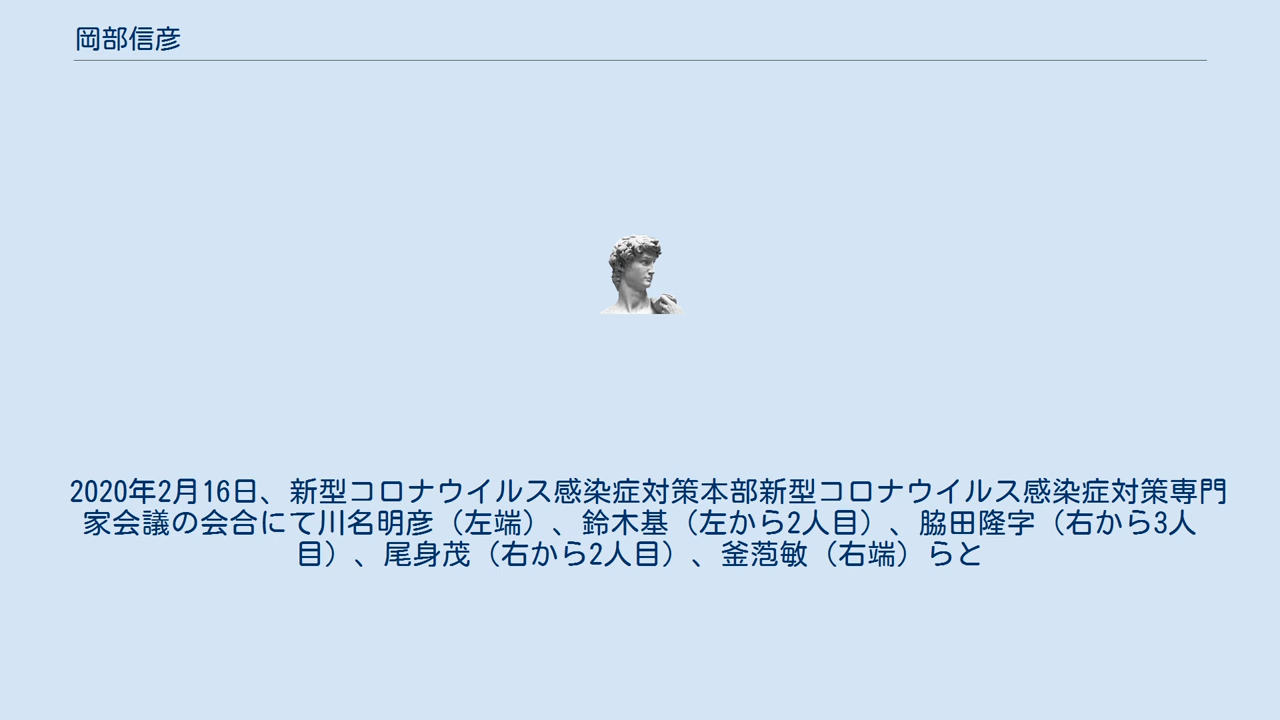 岡部信彦
2020年2月16日、新型コロナウイルス感染症対策本部新型コロナウイルス感染症対策専門
家会議の会合にて川名明彦（左端）、鈴木基（左から2人目）、脇田隆字（右から3人
目）、尾身茂（右から2人目）、釜萢敏（右端）らと